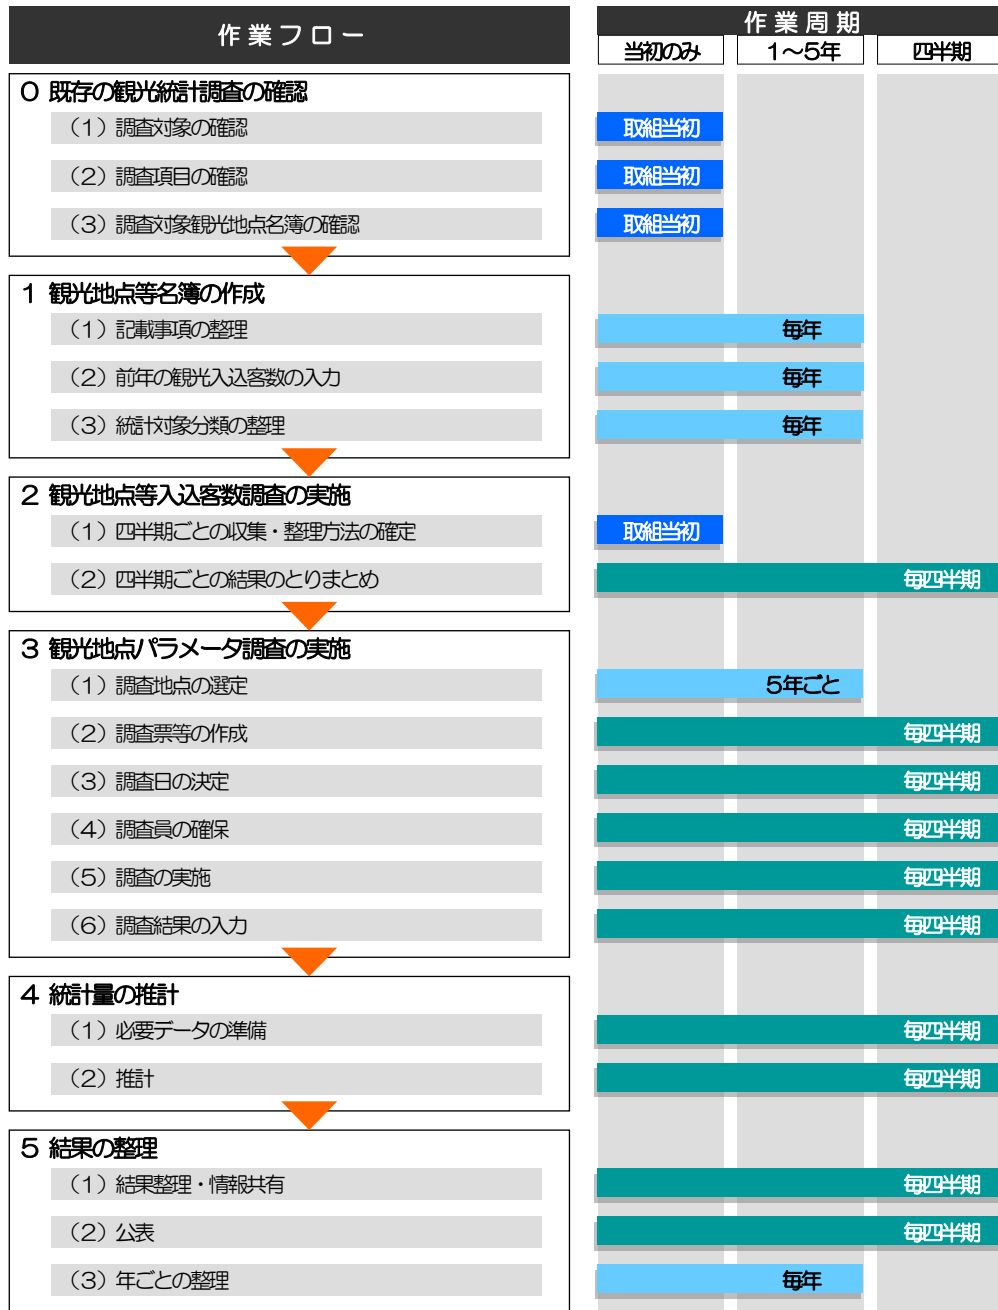 作業フロー
作業周期
当初のみ
1～5年
四半期
0 既存の観光統計調査の確認
（1）調査対象の確認
取組当初
（2）調査項目の確認
取組当初
（3）調査対象観光地点名簿の確認
取組当初
1 観光地点等名簿の作成
（1）記載事項の整理
毎年
（2）前年の観光入込客数の入力
毎年
（3）統計対象分類の整理
毎年
2 観光地点等入込客数調査の実施
（1）四半期ごとの収集・整理方法の確定
取組当初
（2）四半期ごとの結果のとりまとめ
毎四半期
3 観光地点パラメータ調査の実施
（1）調査地点の選定
5年ごと
（2）調査票等の作成
毎四半期
（3）調査日の決定
毎四半期
（4）調査員の確保
毎四半期
（5）調査の実施
毎四半期
（6）調査結果の入力
毎四半期
4 統計量の推計
（1）必要データの準備
毎四半期
（2）推計
毎四半期
5 結果の整理
（1）結果整理・情報共有
毎四半期
（2）公表
毎四半期
（3）年ごとの整理
毎年